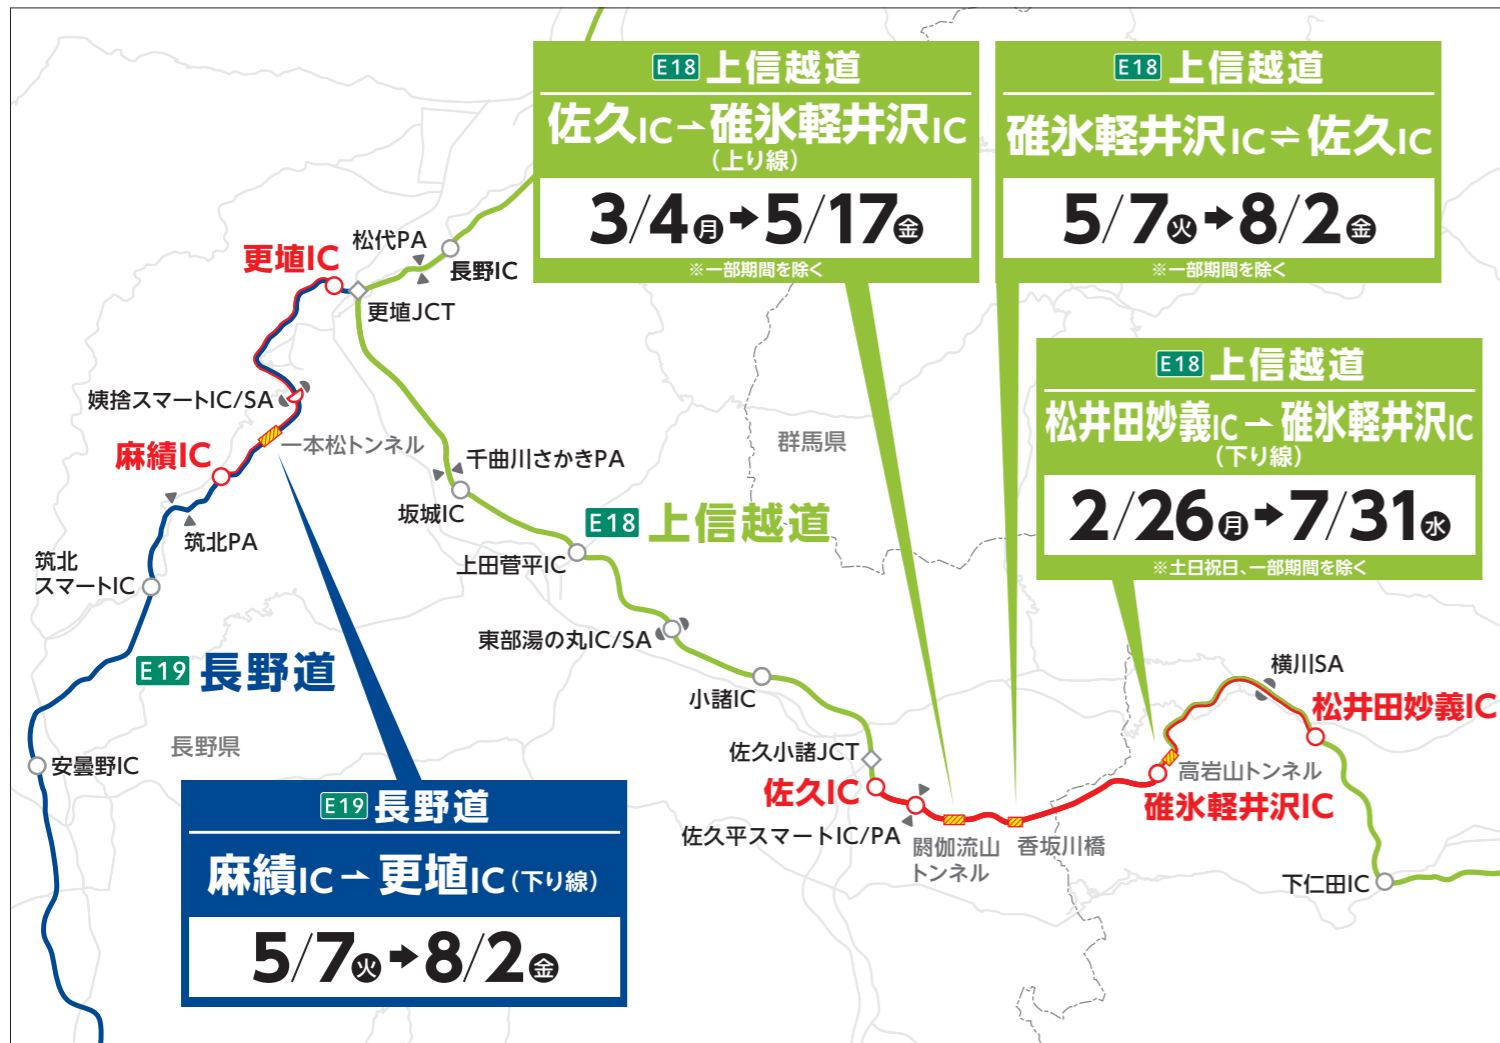 E18 上信越道
佐久IC⇀碓氷軽井沢IC
(上り線)
3/4月➡5/17金
※一部期間を除く
E18 上信越道
碓氷軽井沢IC⇌佐久IC
5/7火➡8/2金
※一部期間を除く
E18 上信越道
松井田妙義IC⇀碓氷軽井沢IC
(下り線)
2/26月➡7/31水
※土日祝日、一部期間を除く
松代PA
更埴IC
長野IC
更埴JCT
姨捨スマートIC/SA
麻績IC
一本松トンネル
群馬県
千曲川さかきPA
坂城IC
E18 上信越道
筑北PA
筑北
スマートIC
上田菅平IC
東部湯の丸IC/SA
E19 長野道
小諸IC
横川SA
松井田妙義IC
長野県
安曇野IC
佐久小諸JCT
佐久IC
高岩山トンネル
碓氷軽井沢IC
佐久平スマートIC/PA
閼伽流山
トンネル
香坂川橋
下仁田IC
E19 長野道
麻績IC⇀更埴IC(下り線)
5/7火➡8/2金